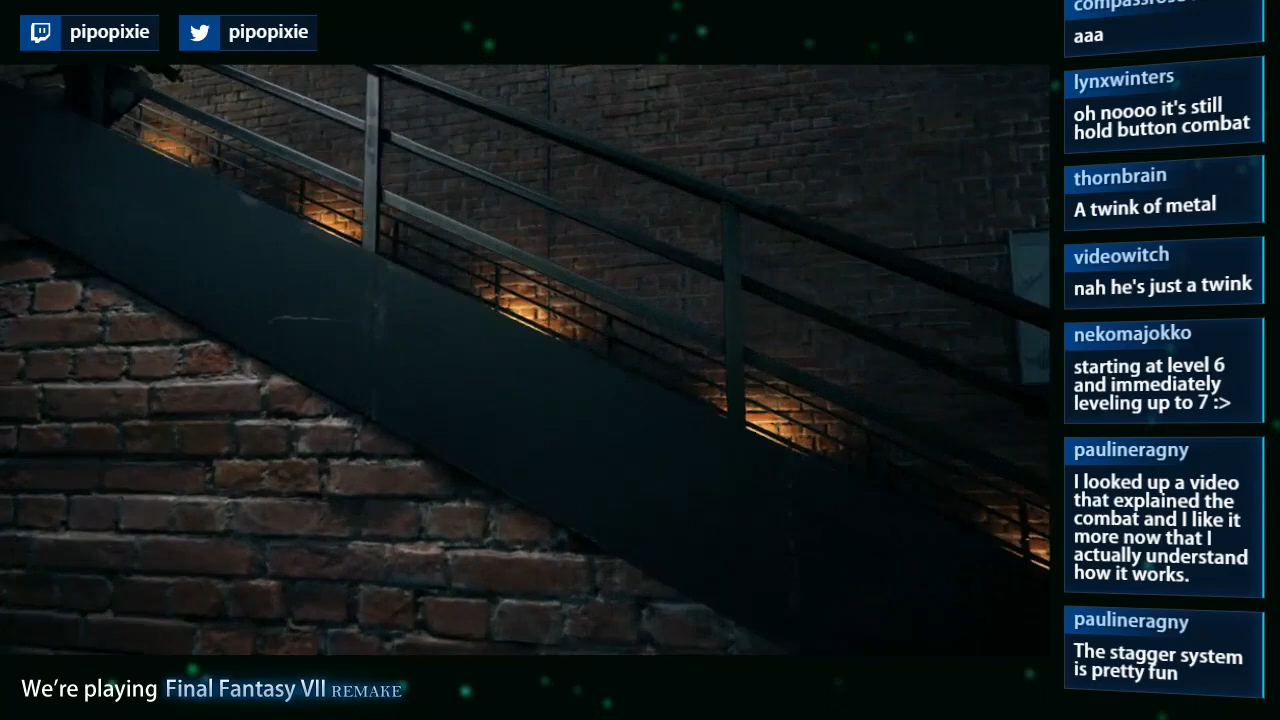 pipopixie
pipopixie
aaa
lynxwinters
oh noooo it's still
hold button combat
thornbrain
A twink of metal
videowitch
nah he's just a twink
nekomajokko
starting at level 6
and immediately
leveling up to 7 :>
paulineragny
I looked up a video
that explained the
combat and I like it
more now that I
actually understand
how it works.
paulineragny
The stagger system
is pretty fun
We're playing Final Fantasy VII REMAKE